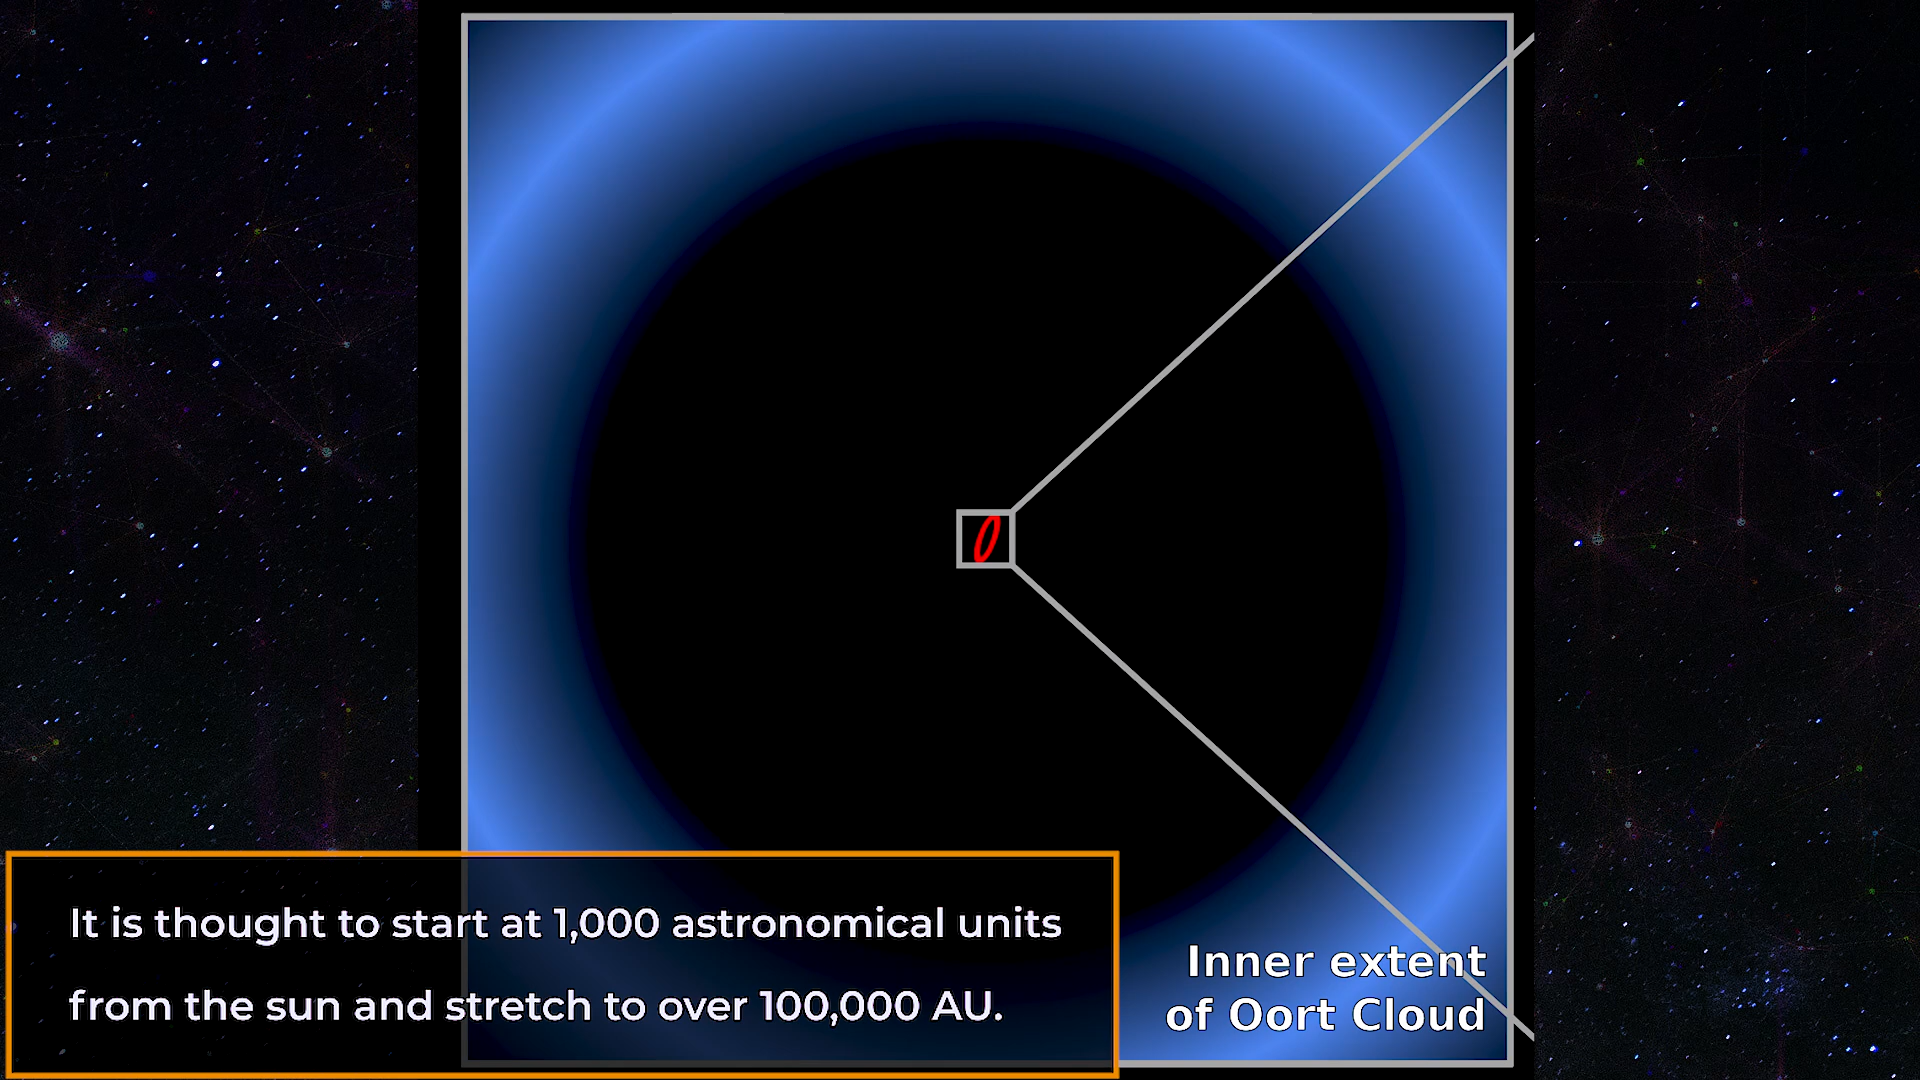 It is thought to start at 1,000 astronomical units
from the sun and stretch to over 100,000 AU.
Inner extent
of Oort Cloud